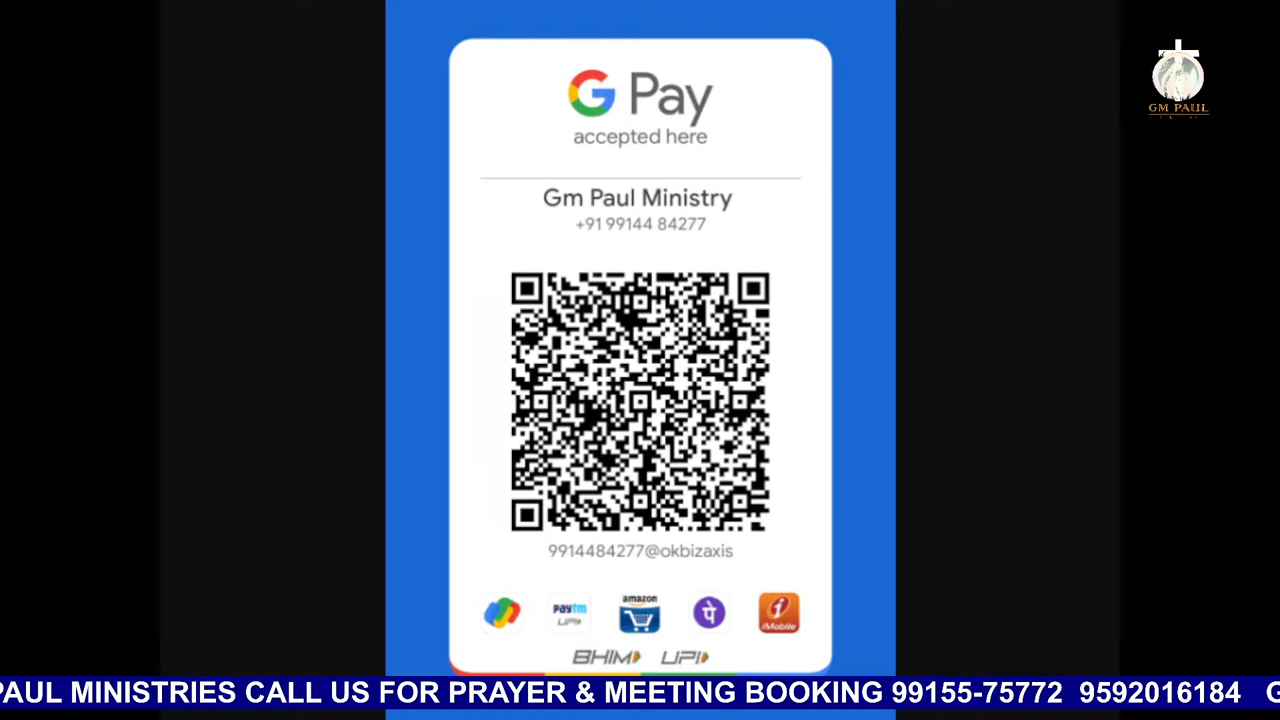 G Pay
accepted here
GM PAUL
Gm Paul Ministry
+91 99144 84277
9914484277@okbizaxis
paytm
UPI
amazon
पे
iMobile
BHIM UPI
PAUL MINISTRIES CALL US FOR PRAYER & MEETING BOOKING 99155-75772 9592016184 G